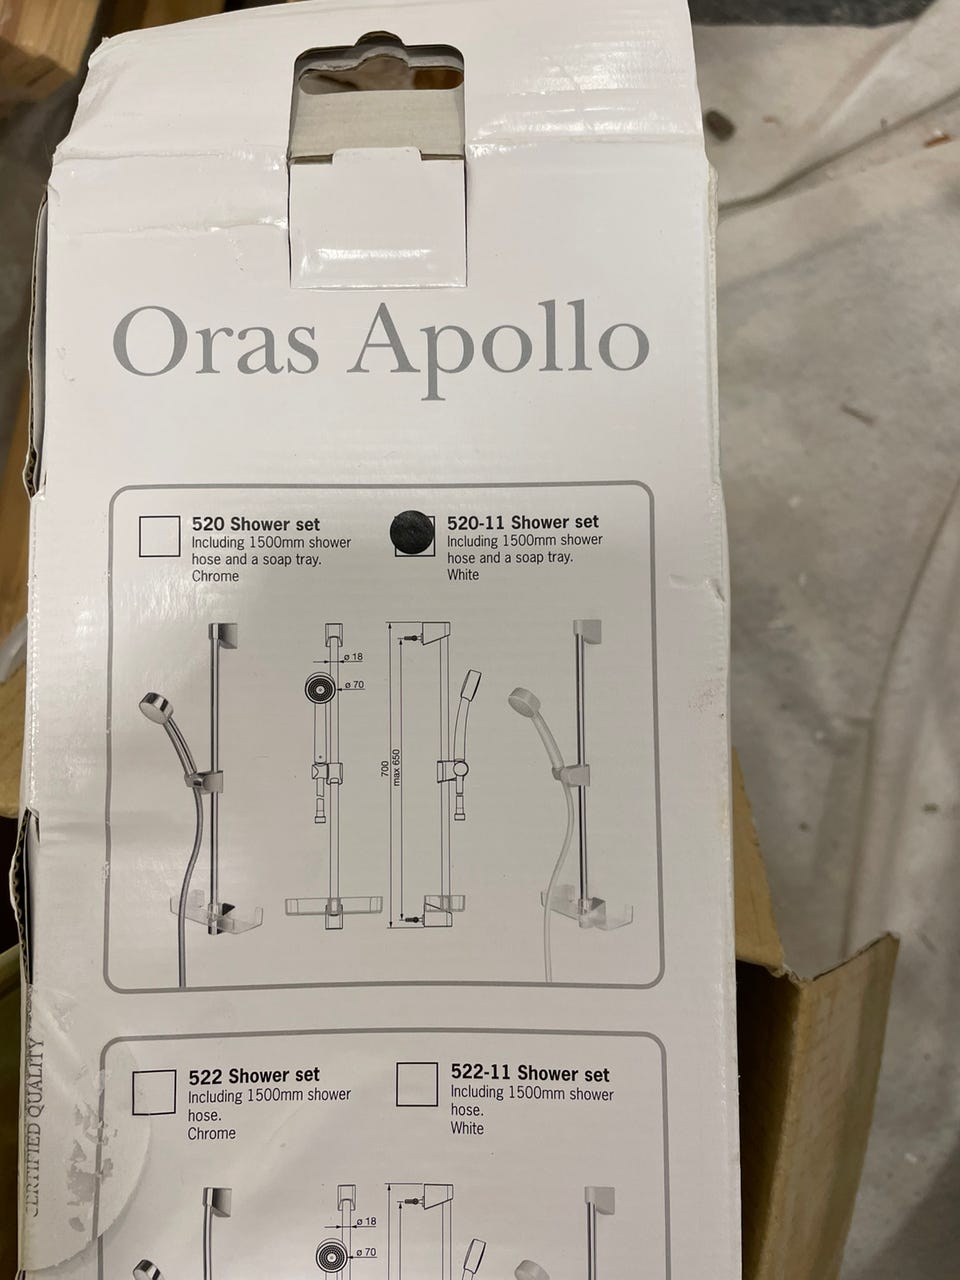 Oras Apollo
520 Shower set
Including 1500mm shower
hose and a soap tray.
Chrome
520-11 Shower set
Including 1500mm shower
hose and a soap tray.
White
ø 18
ø 70
700
max 650
522 Shower set
Including 1500mm shower
hose.
Chrome
522-11 Shower set
Including 1500mm shower
hose.
White
ø 18
ø 70
CERTIFIED QUALITY